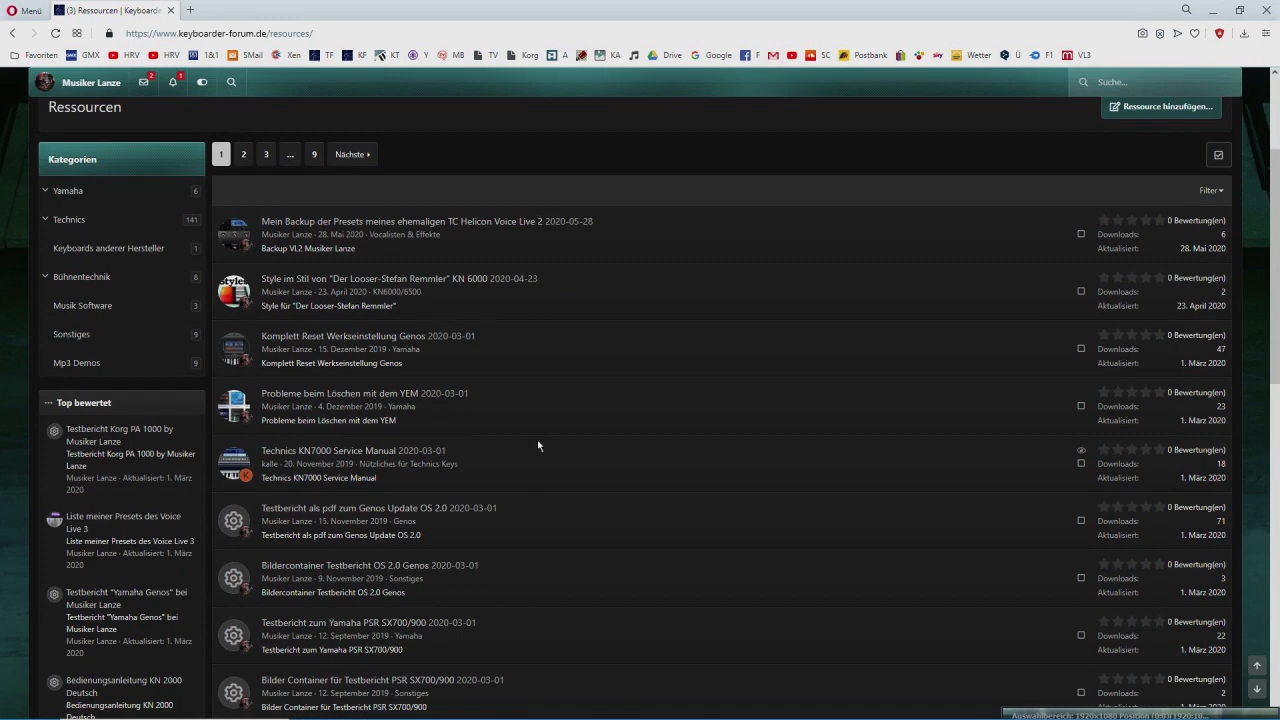 Menü
(3) Ressourcen | Keyboarde
https://www.keyboarder-forum.de/resources/
Favoriten GMX HRV HRV 1&1 SMail Xen TF KF KT Y MB TV Korg A KA Drive Google F M SC Postbank sky Wetter Ü F1 VL3
Musiker Lanze 2 1 Suche...
Ressourcen
Ressource hinzufügen...
Kategorien
Yamaha 6
Technics 141
Keyboards anderer Hersteller 1
Bühnentechnik 8
Musik Software 3
Sonstiges 9
Mp3 Demos 9
Top bewertet
Testbericht Korg PA 1000 by
Musiker Lanze
Testbericht Korg PA 1000 by Musiker
Lanze
Musiker Lanze · Aktualisiert: 1. März
2020
Liste meiner Presets des Voice
Live 3
Liste meiner Presets des Voice Live 3
Musiker Lanze · Aktualisiert: 1. März
2020
Testbericht "Yamaha Genos" bei
Musiker Lanze
Testbericht "Yamaha Genos" bei
Musiker Lanze
Musiker Lanze · Aktualisiert: 1. März
2020
Bedienungsanleitung KN 2000
Deutsch
Bedienungsanleitung KN 2000
Deutsch
1 2 3 ... 9 Nächste
Filter
Mein Backup der Presets meines ehemaligen TC Helicon Voice Live 2 2020-05-28
Musiker Lanze · 28. Mai 2020 · Vocalisten & Effekte
Backup VL2 Musiker Lanze
0 Bewertung(en)
Downloads: 6
Aktualisiert: 28. Mai 2020
Style im Stil von "Der Looser-Stefan Remmler" KN 6000 2020-04-23
Musiker Lanze · 23. April 2020 · KN6000/6500
Style für "Der Looser-Stefan Remmler"
0 Bewertung(en)
Downloads: 2
Aktualisiert: 23. April 2020
Komplett Reset Werkseinstellung Genos 2020-03-01
Musiker Lanze · 15. Dezember 2019 · Yamaha
Komplett Reset Werkseinstellung Genos
0 Bewertung(en)
Downloads: 47
Aktualisiert: 1. März 2020
Probleme beim Löschen mit dem YEM 2020-03-01
Musiker Lanze · 4. Dezember 2019 · Yamaha
Probleme beim Löschen mit dem YEM
0 Bewertung(en)
Downloads: 23
Aktualisiert: 1. März 2020
Technics KN7000 Service Manual 2020-03-01
kalle · 20. November 2019 · Nützliches für Technics Keys
Technics KN7000 Service Manual
K
0 Bewertung(en)
Downloads: 18
Aktualisiert: 1. März 2020
Testbericht als pdf zum Genos Update OS 2.0 2020-03-01
Musiker Lanze · 15. November 2019 · Genos
Testbericht als pdf zum Genos Update OS 2.0
0 Bewertung(en)
Downloads: 71
Aktualisiert: 1. März 2020
Bildercontainer Testbericht OS 2.0 Genos 2020-03-01
Musiker Lanze · 9. November 2019 · Sonstiges
Bildercontainer Testbericht OS 2.0 Genos
0 Bewertung(en)
Downloads: 3
Aktualisiert: 1. März 2020
Testbericht zum Yamaha PSR SX700/900 2020-03-01
Musiker Lanze · 12. September 2019 · Yamaha
Testbericht zum Yamaha PSR SX700/900
0 Bewertung(en)
Downloads: 22
Aktualisiert: 1. März 2020
Bilder Container für Testbericht PSR SX700/900 2020-03-01
Musiker Lanze · 12. September 2019 · Sonstiges
Bilder Container für Testbericht PSR SX700/900
0 Bewertung(en)
Downloads: 2
Aktualisiert: 1. März 2020
Auswahlbereich: 1920x1080 Position (0:0)(1920:10...